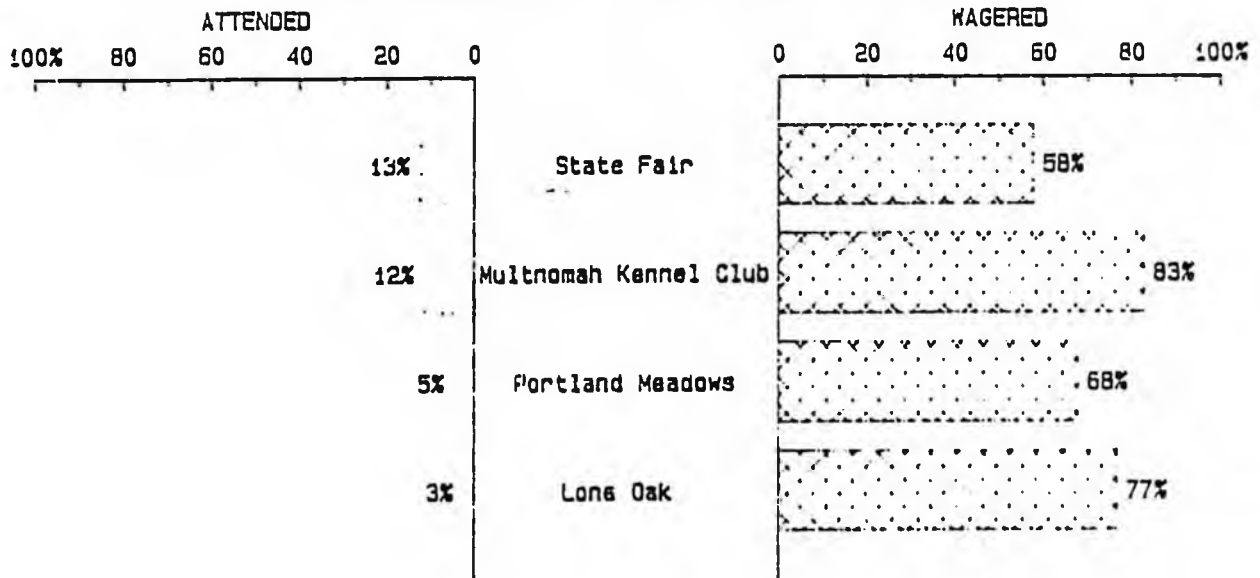 ATTENDED WAGERED
100% 80 60 40 20 0 0 20 40 60 80 100%
13% State Fair 58%
12% Multnomah Kennel Club 83%
5% Portland Meadows 68%
3% Lone Oak 77%